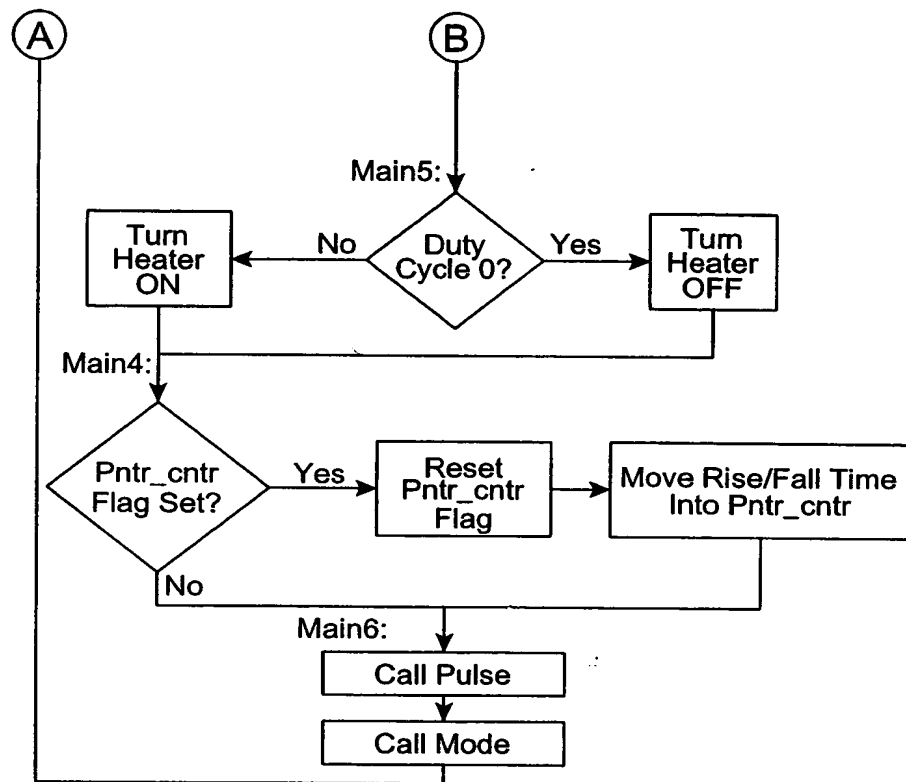 A
B
Main5:
Turn
Heater
ON
No
Duty
Cycle 0?
Yes
Turn
Heater
OFF
Main4:
Pntr_cntr
Flag Set?
Yes
Reset
Pntr_cntr
Flag
Move Rise/Fall Time
Into Pntr_cntr
No
Main6:
Call Pulse
Call Mode